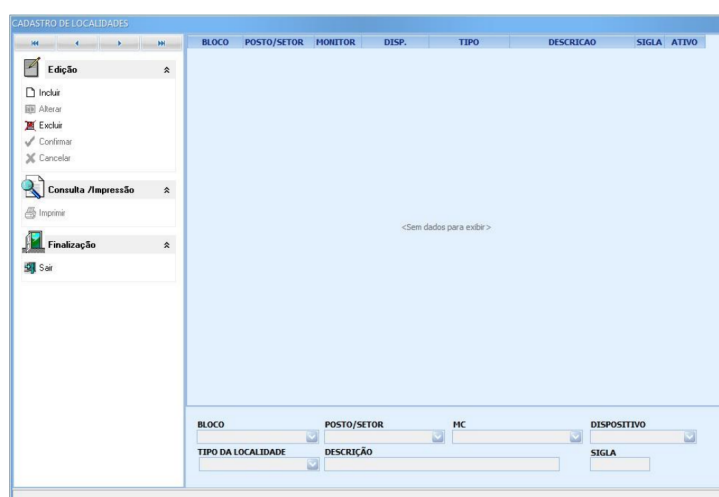 CADASTRO DE LOCALIDADES
BLOCO POSTO/SETOR MONITOR DISP. TIPO DESCRICAO SIGLA ATIVO
Edição
Incluir
Alterar
Excluir
Confirmar
Cancelar
Consulta /Impressão
Imprimir
Finalização
Sair
<Sem dados para exibir>
BLOCO POSTO/SETOR MC DISPOSITIVO
TIPO DA LOCALIDADE DESCRIÇÃO SIGLA